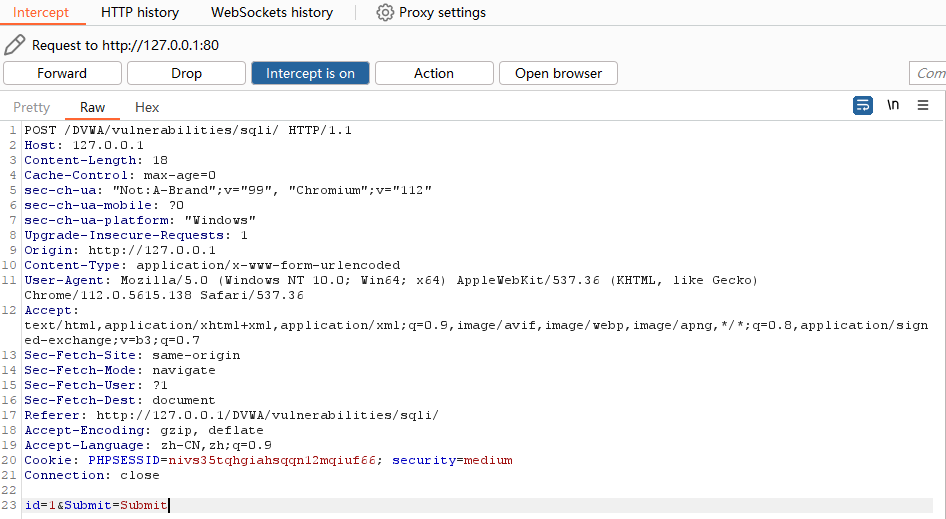 Intercept HTTP history WebSockets history Proxy settings
Request to http://127.0.0.1:80
Forward Drop Intercept is on Action Open browser Com
Pretty Raw Hex \n
1 POST /DVWA/vulnerabilities/sqli/ HTTP/1.1
2 Host: 127.0.0.1
3 Content-Length: 18
4 Cache-Control: max-age=0
5 sec-ch-ua: "Not:A-Brand";v="99", "Chromium";v="112"
6 sec-ch-ua-mobile: ?0
7 sec-ch-ua-platform: "Windows"
8 Upgrade-Insecure-Requests: 1
9 Origin: http://127.0.0.1
10 Content-Type: application/x-www-form-urlencoded
11 User-Agent: Mozilla/5.0 (Windows NT 10.0; Win64; x64) AppleWebKit/537.36 (KHTML, like Gecko)
Chrome/112.0.5615.138 Safari/537.36
12 Accept:
text/html,application/xhtml+xml,application/xml;q=0.9,image/avif,image/webp,image/apng,*/*;q=0.8,application/sign
ed-exchange;v=b3;q=0.7
13 Sec-Fetch-Site: same-origin
14 Sec-Fetch-Mode: navigate
15 Sec-Fetch-User: ?1
16 Sec-Fetch-Dest: document
17 Referer: http://127.0.0.1/DVWA/vulnerabilities/sqli/
18 Accept-Encoding: gzip, deflate
19 Accept-Language: zh-CN,zh;q=0.9
20 Cookie: PHPSESSID=nivs35tqhgiahsqqn12mqiuf66; security=medium
21 Connection: close
22
23 id=1&Submit=Submit